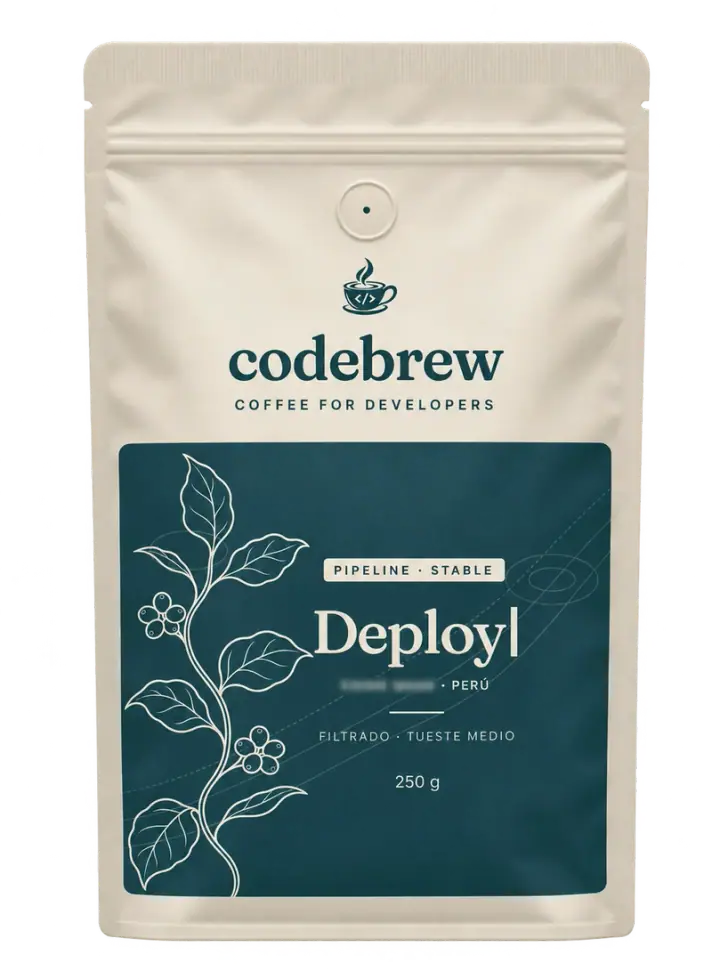 </>
codebrew
COFFEE FOR DEVELOPERS
PIPELINE · STABLE
Deploy|
· PERÚ
FILTRADO · TUESTE MEDIO
250 g